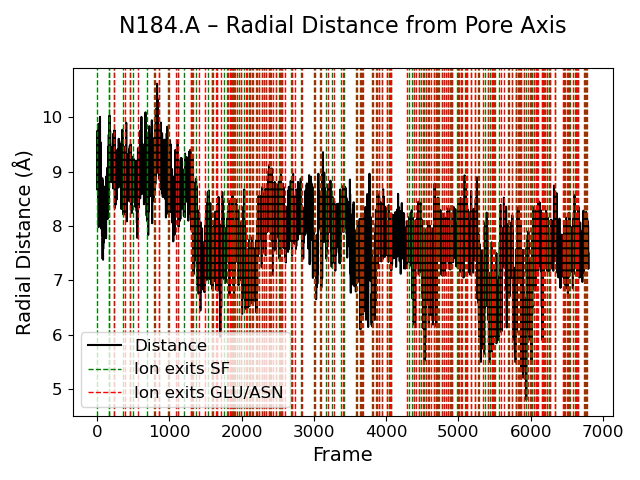 N184.A – Radial Distance from Pore Axis
Radial Distance (Å)
10
9
8
7
6
5
Distance
Ion exits SF
Ion exits GLU/ASN
0 1000 2000 3000 4000 5000 6000 7000
Frame